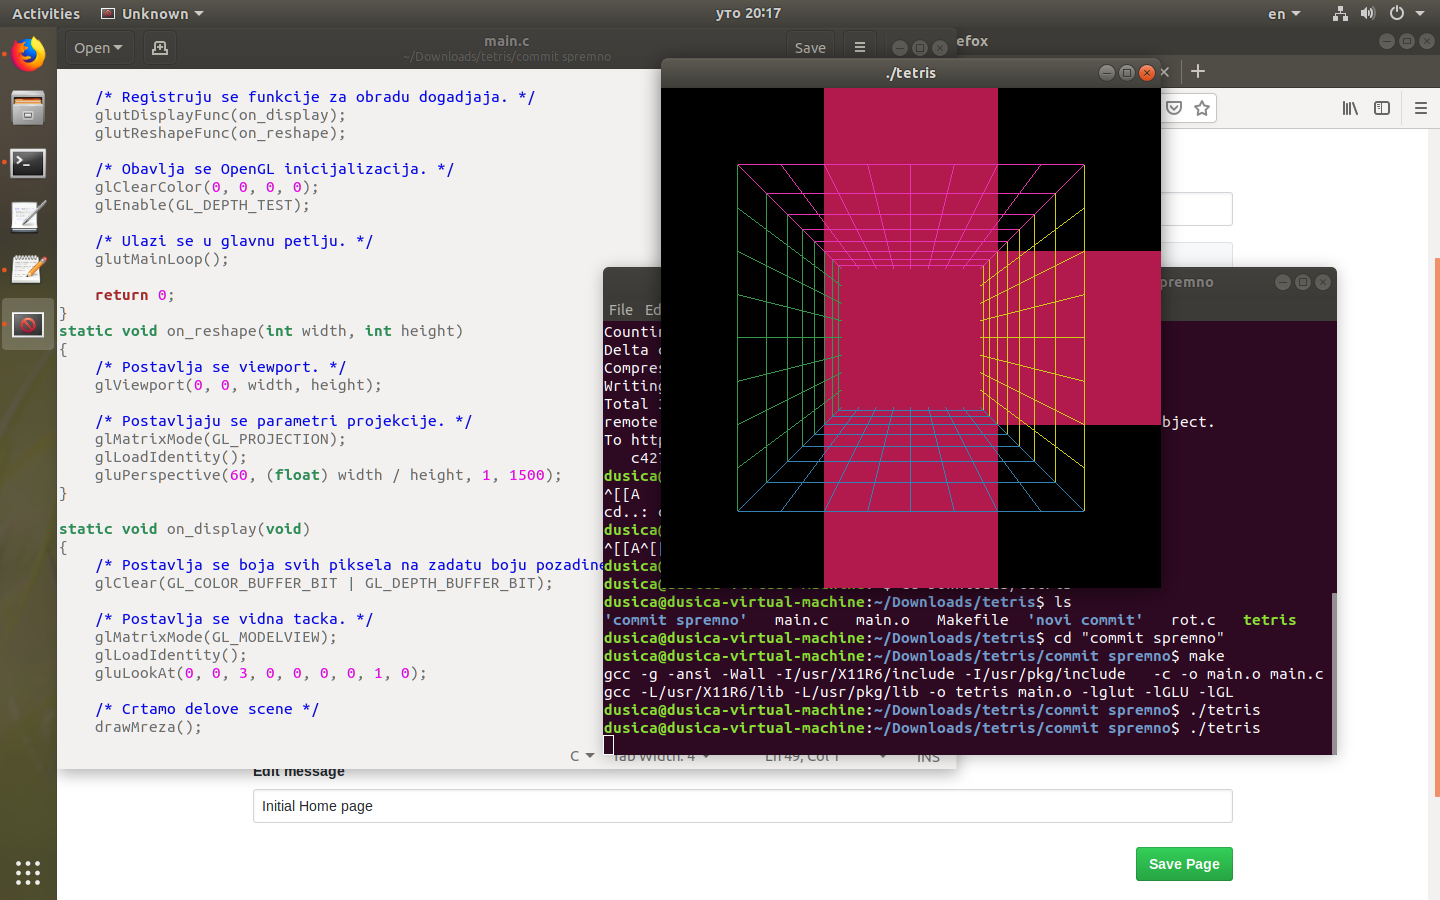 Activities
Unknown
уто 20:17
en
Open
main.c
~/Downloads/tetris/commit spremno
Save
efox
./tetris
/* Registruju se funkcije za obradu dogadjaja. */
glutDisplayFunc(on_display);
glutReshapeFunc(on_reshape);
/* Obavlja se OpenGL inicijalizacija. */
glClearColor(0, 0, 0, 0);
glEnable(GL_DEPTH_TEST);
/* Ulazi se u glavnu petlju. */
glutMainLoop();
return 0;
}
static void on_reshape(int width, int height)
{
/* Postavlja se viewport. */
glViewport(0, 0, width, height);
/* Postavljaju se parametri projekcije. */
glMatrixMode(GL_PROJECTION);
glLoadIdentity();
gluPerspective(60, (float) width / height, 1, 1500);
}
static void on_display(void)
{
/* Postavlja se boja svih piksela na zadatu boju pozadine
glClear(GL_COLOR_BUFFER_BIT | GL_DEPTH_BUFFER_BIT);
/* Postavlja se vidna tacka. */
glMatrixMode(GL_MODELVIEW);
glLoadIdentity();
gluLookAt(0, 0, 3, 0, 0, 0, 0, 1, 0);
/* Crtamo delove scene */
drawMreza();
C
Tab Width: 4
Ln 49, Col 1
INS
premno
File Ed
Countin
Delta
Compres
Writing
Total
remote bject.
To htt
c427
dusica@
^[[A
cd..:
dusica@
^[[A^[
dusica@
dusica@
dusica@dusica-virtual-machine:~/Downloads/tetris$ ls
'commit spremno' main.c main.o Makefile 'novi commit' rot.c tetris
dusica@dusica-virtual-machine:~/Downloads/tetris$ cd "commit spremno"
dusica@dusica-virtual-machine:~/Downloads/tetris/commit spremno$ make
gcc -g -ansi -Wall -I/usr/X11R6/include -I/usr/pkg/include -c -o main.o main.c
gcc -L/usr/X11R6/lib -L/usr/pkg/lib -o tetris main.o -lglut -lGLU -lGL
dusica@dusica-virtual-machine:~/Downloads/tetris/commit spremno$ ./tetris
dusica@dusica-virtual-machine:~/Downloads/tetris/commit spremno$ ./tetris
Edit message
Initial Home page
Save Page